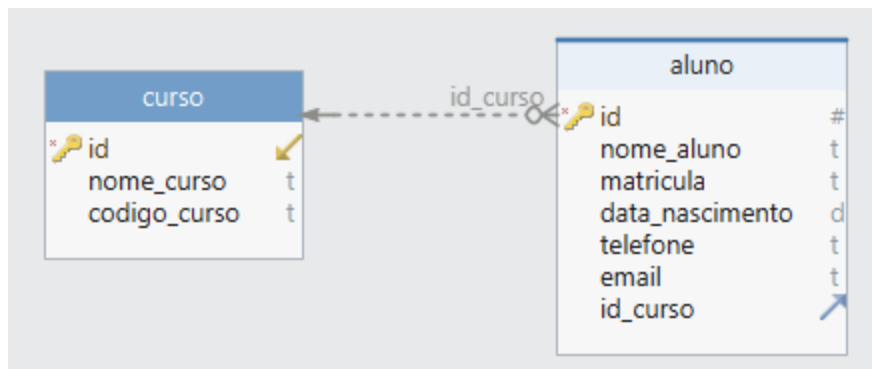 curso
id
nome_curso t
codigo_curso t
id_curso
aluno
id #
nome_aluno t
matricula t
data_nascimento d
telefone t
email t
id_curso